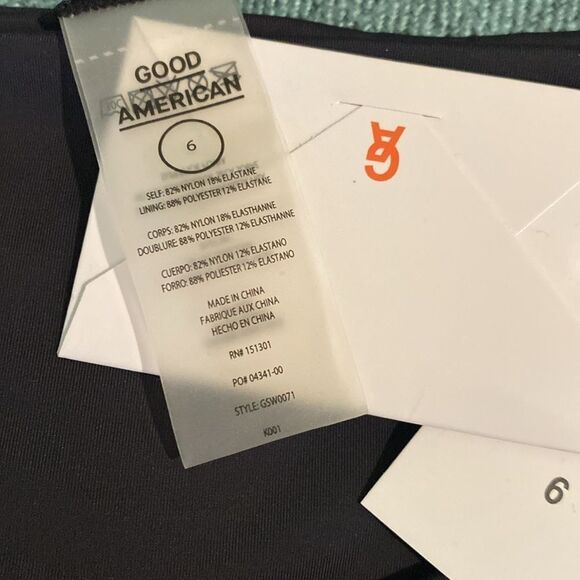 GOOD
AMERICAN
6
SELF: 82% NYLON 18% ELASTANE
LINING: 88% POLYESTER 12% ELASTANE
CORPS: 82% NYLON 18% ELASTHANNE
DOUBLURE: 88% POLYESTER 12% ELASTHANNE
CUERPO: 82% NYLON 12% ELASTANO
FORRO: 88% POLIESTER 12% ELASTANO
MADE IN CHINA
FABRIQUE AUX CHINA
HECHO EN CHINA
RN# 151301
PO# 04341-00
STYLE: GSW0071
K001
GA
6